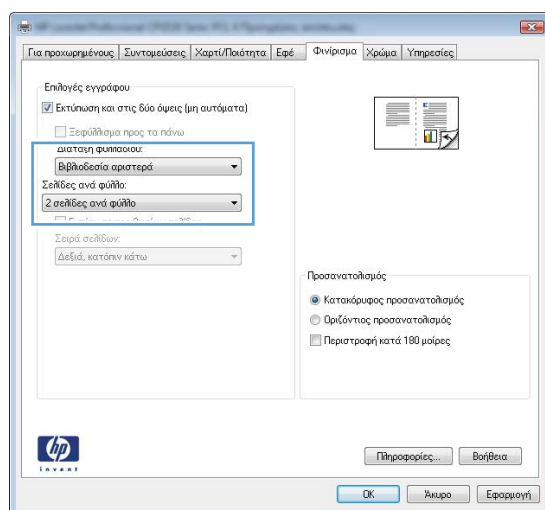 Για προχωρημένους Συντομεύσεις Χαρτί/Ποιότητα Εφέ Φινίρισμα Χρώμα Υπηρεσίες
Επιλογές εγγράφου
Εκτύπωση και στις δύο όψεις (μη αυτόματα)
Ξεφύλλισμα προς τα πάνω
Διάταξη φυλλαδίου:
Βιβλιοδεσία αριστερά
Σελίδες ανά φύλλο:
2 σελίδες ανά φύλλο
Σειρά σελίδων:
Δεξιά, κατόπιν κάτω
Προσανατολισμός
Κατακόρυφος προσανατολισμός
Οριζόντιος προσανατολισμός
Περιστροφή κατά 180 μοίρες
hp
invent
Πληροφορίες... Βοήθεια
OK Άκυρο Εφαρμογή